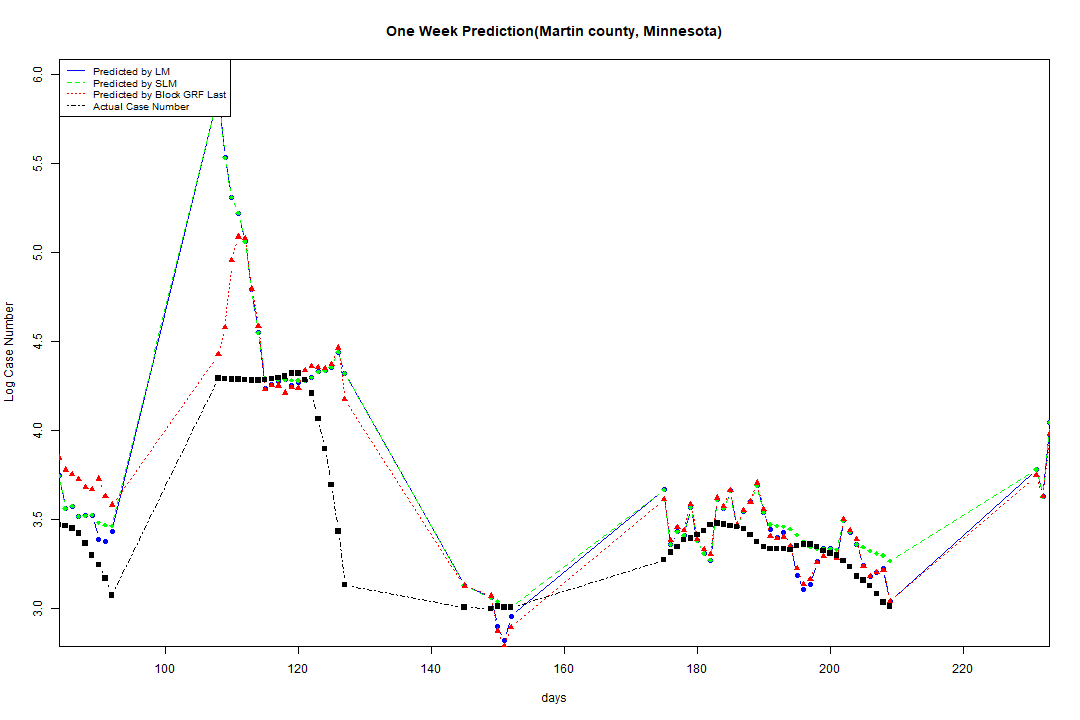 One Week Prediction(Martin county, Minnesota)
Predicted by LM
Predicted by SLM
Predicted by Block GRF Last
Actual Case Number
6.0
5.5
5.0
4.5
4.0
3.5
3.0
Log Case Number
100 120 140 160 180 200 220
days